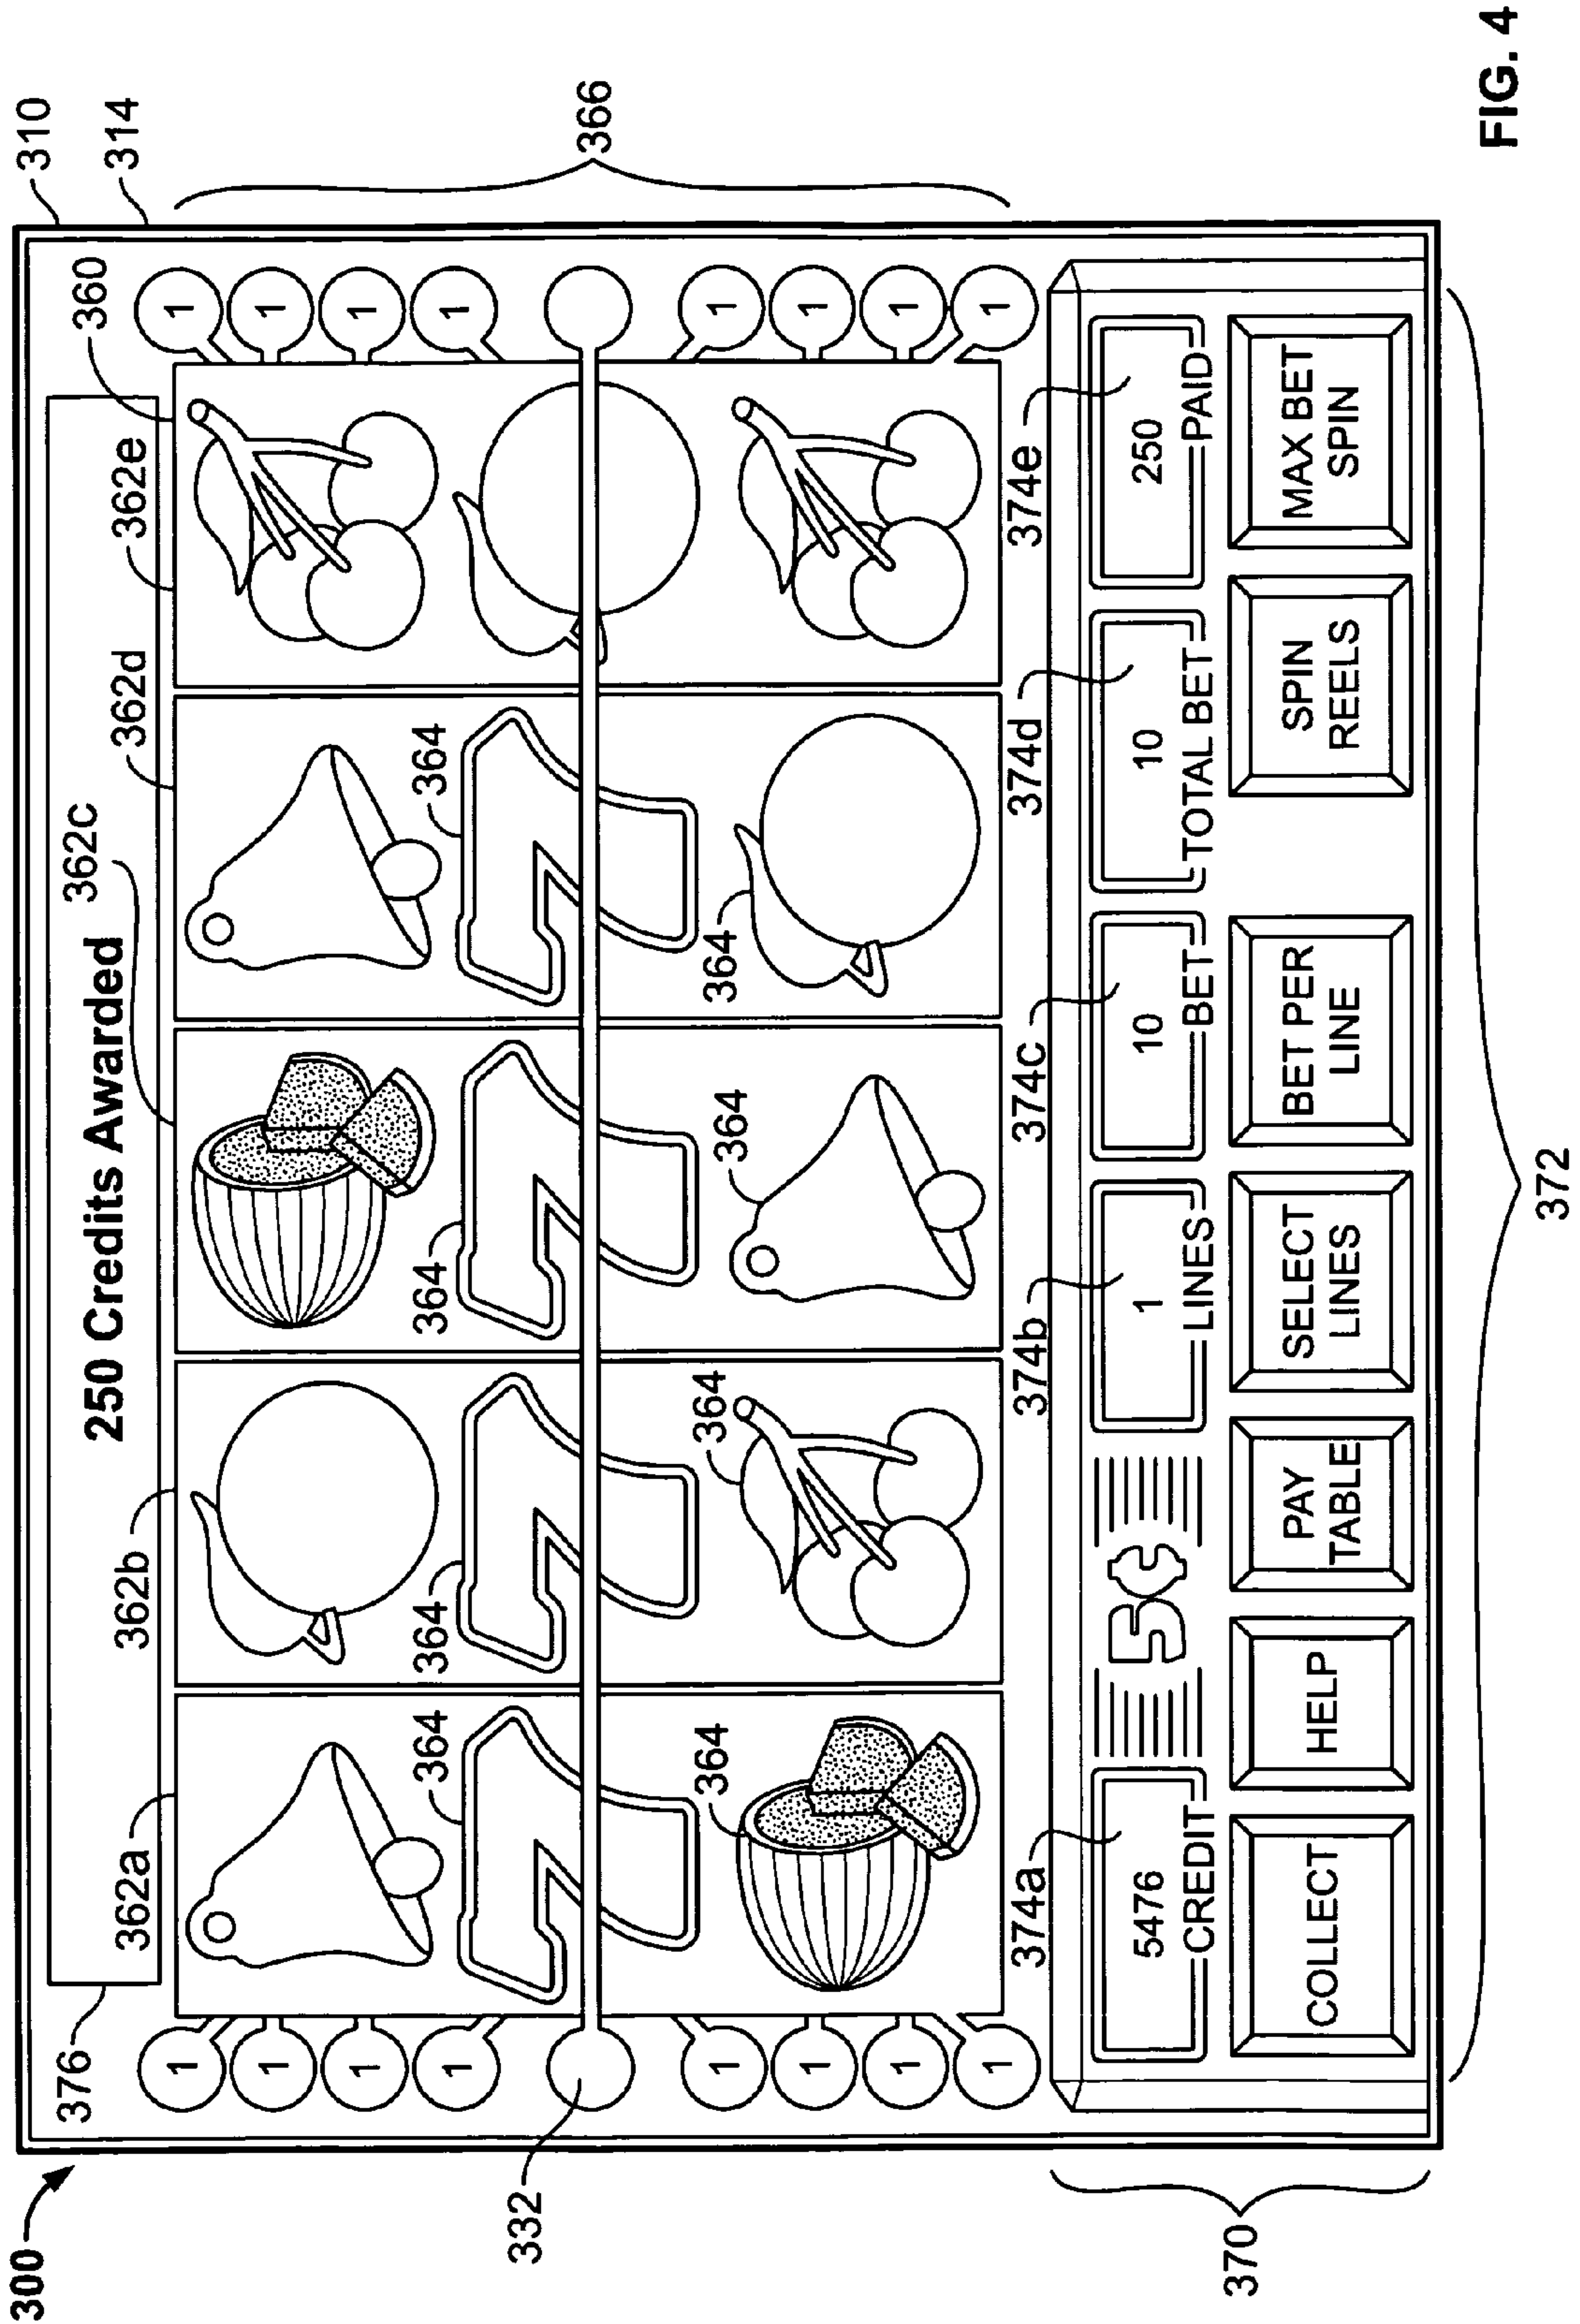 300
310
314
376
250 Credits Awarded
362a
362b
362c
362d
362e
360
1
1
1
1
1
1
1
1
364
364
364
364
366
332
1
1
1
1
1
1
1
1
364
364
364
364
374a
374b
374c
374d
374e
5476
CREDIT
5¢
1
LINES
10
BET
10
TOTAL BET
250
PAID
370
COLLECT
HELP
PAY
TABLE
SELECT
LINES
BET PER
LINE
SPIN
REELS
MAX BET
SPIN
372
FIG. 4